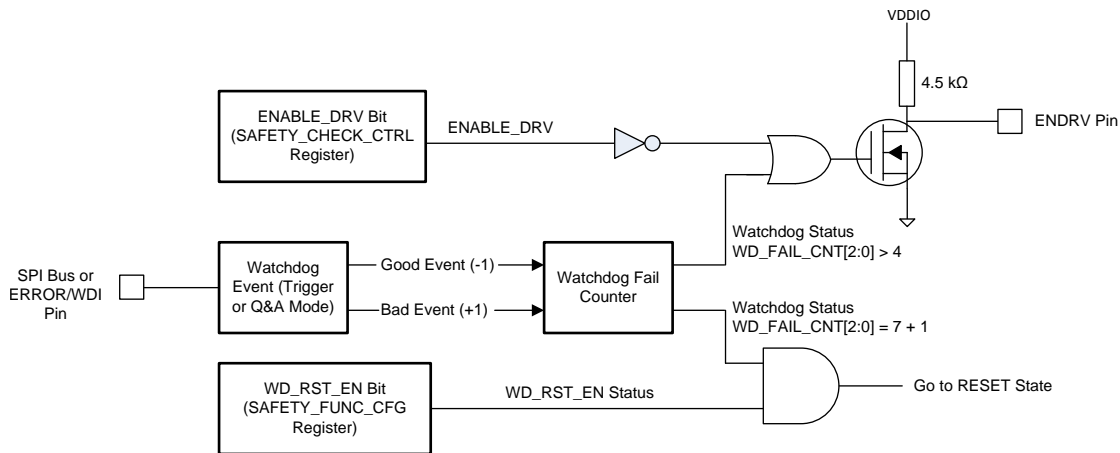 VDDIO
4.5 kΩ
ENDRV Pin
ENABLE_DRV Bit
(SAFETY_CHECK_CTRL
Register)
ENABLE_DRV
Watchdog Status
WD_FAIL_CNT[2:0] > 4
SPI Bus or
ERROR/WDI
Pin
Watchdog
Event (Trigger
or Q&A Mode)
Good Event (-1)
Bad Event (+1)
Watchdog Fail
Counter
Watchdog Status
WD_FAIL_CNT[2:0] = 7 + 1
WD_RST_EN Bit
(SAFETY_FUNC_CFG
Register)
WD_RST_EN Status
Go to RESET State